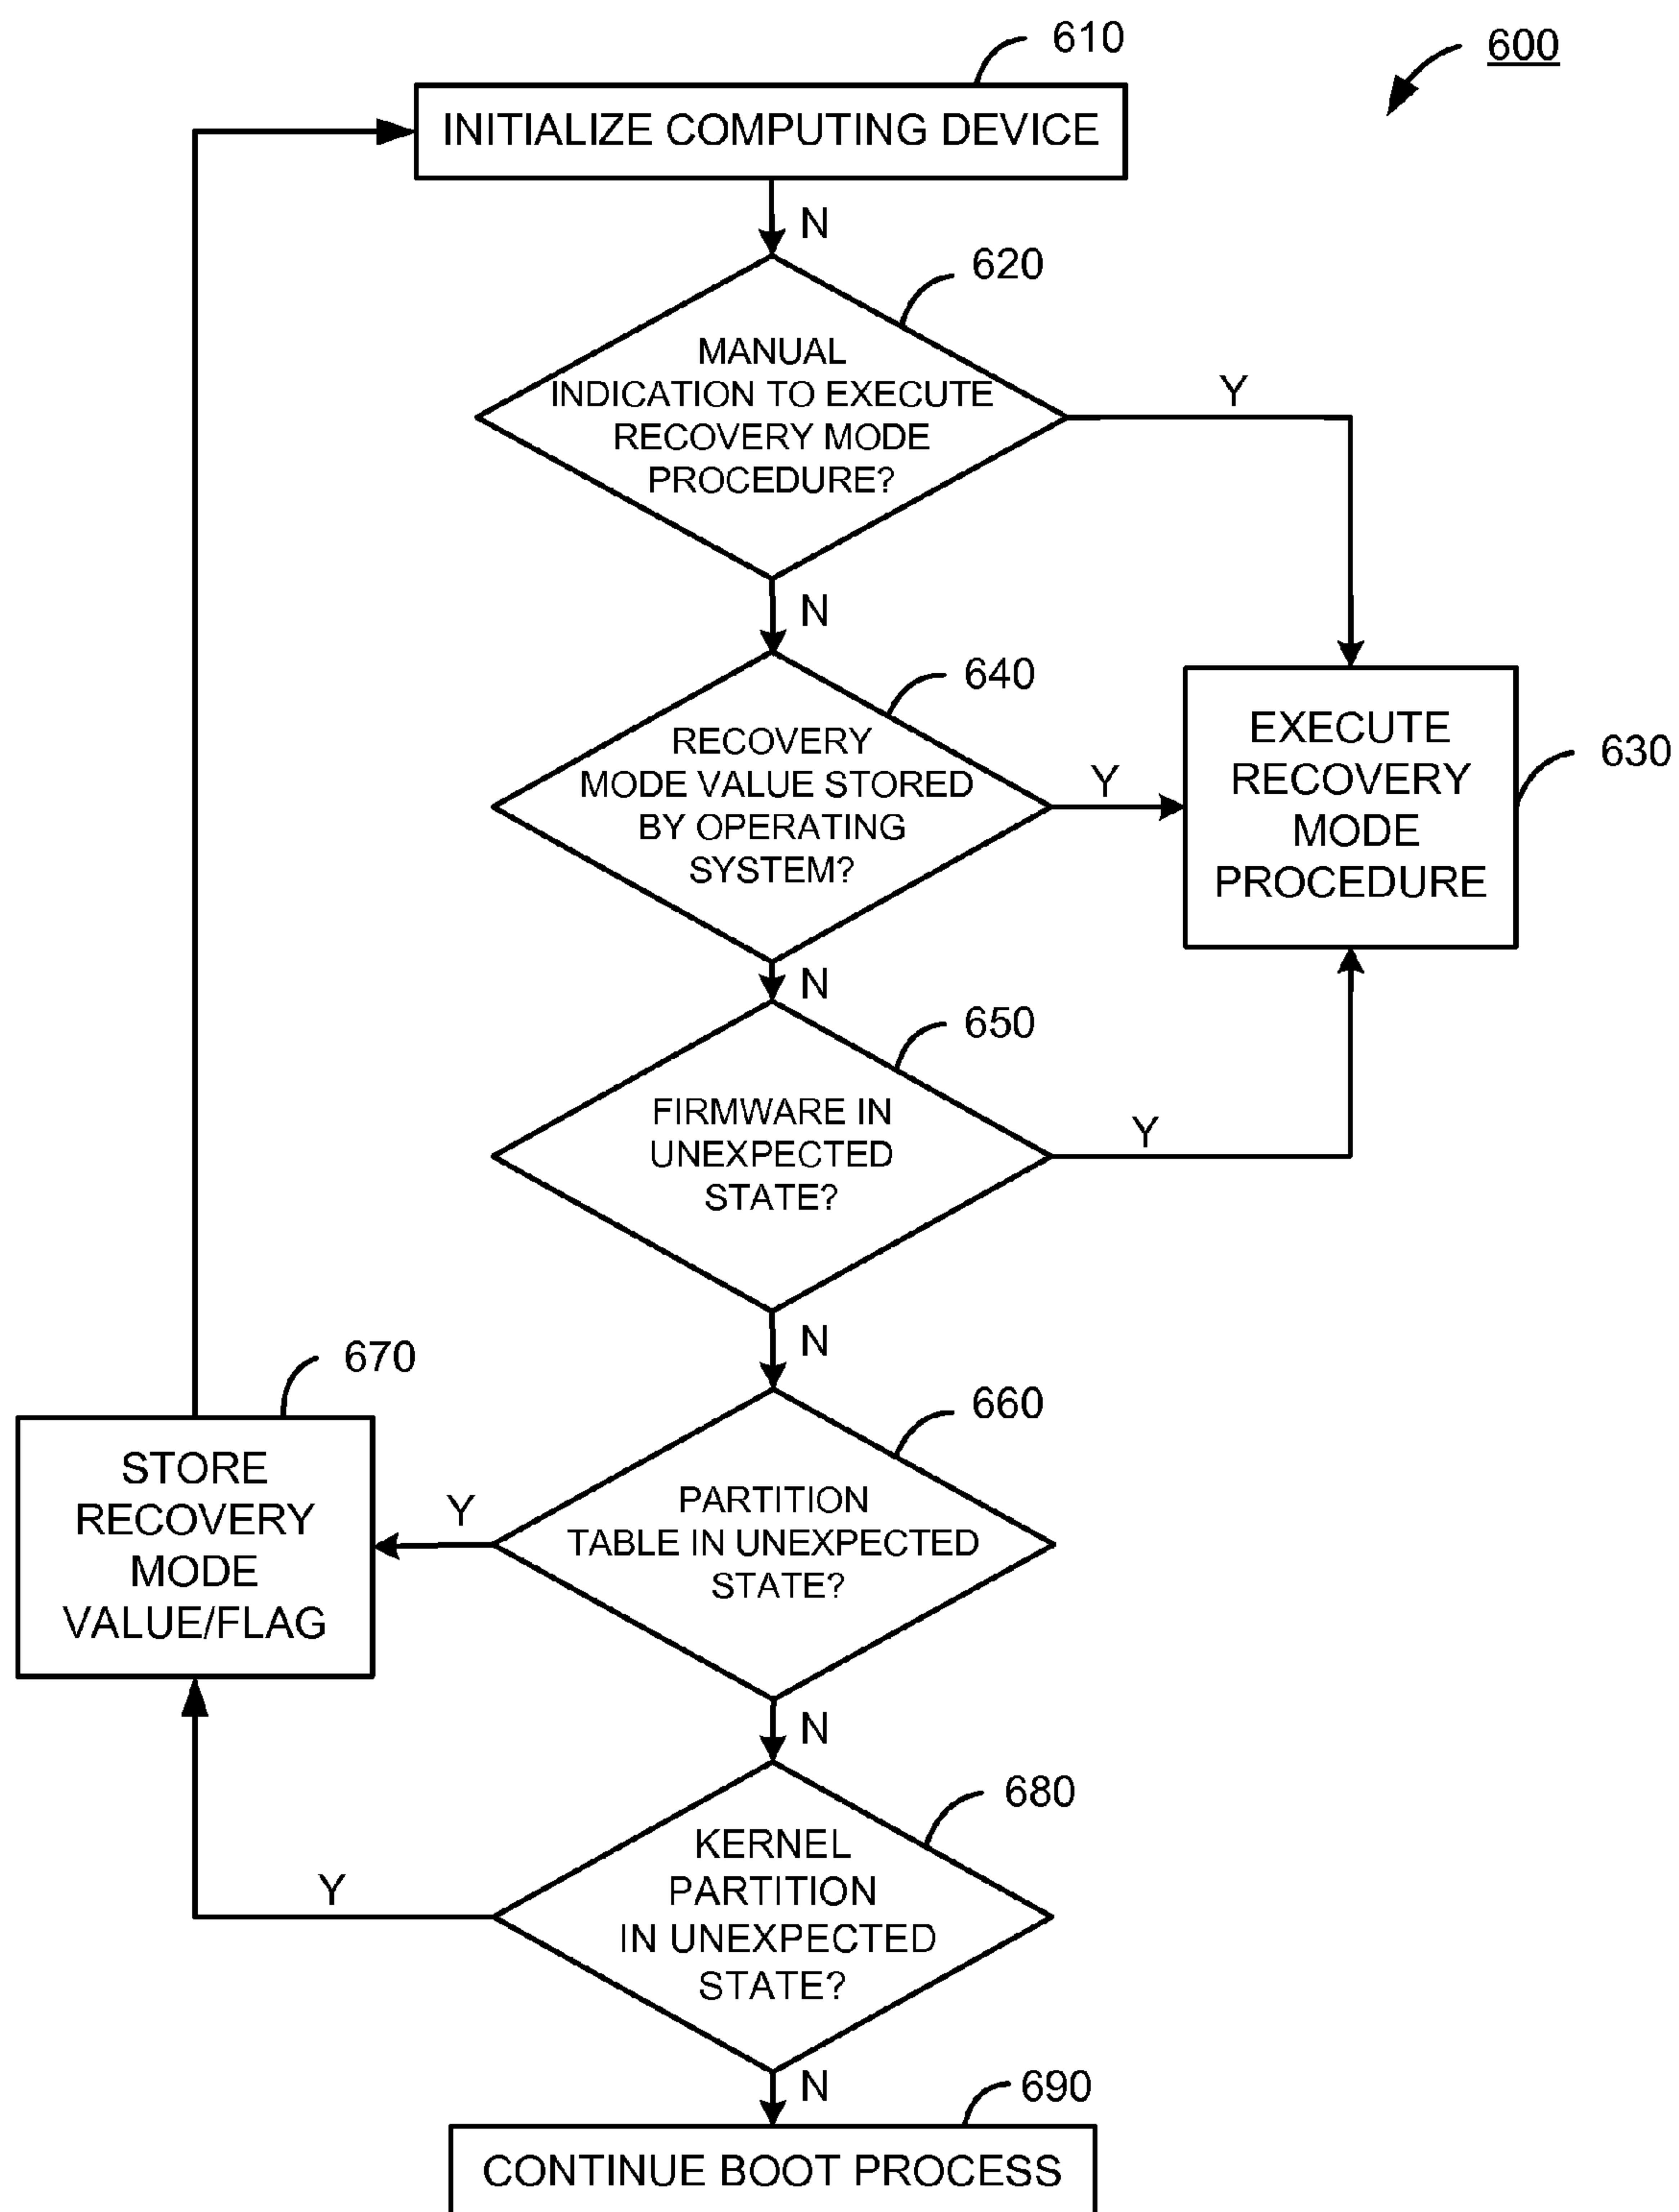 610
600
INITIALIZE COMPUTING DEVICE
N
620
MANUAL
INDICATION TO EXECUTE
RECOVERY MODE
PROCEDURE?
Y
N
640
RECOVERY
MODE VALUE STORED
BY OPERATING
SYSTEM?
Y
EXECUTE
RECOVERY
MODE
PROCEDURE
630
N
650
FIRMWARE IN
UNEXPECTED
STATE?
Y
N
660
PARTITION
TABLE IN UNEXPECTED
STATE?
Y
670
STORE
RECOVERY
MODE
VALUE/FLAG
N
680
KERNEL
PARTITION
IN UNEXPECTED
STATE?
Y
N
690
CONTINUE BOOT PROCESS